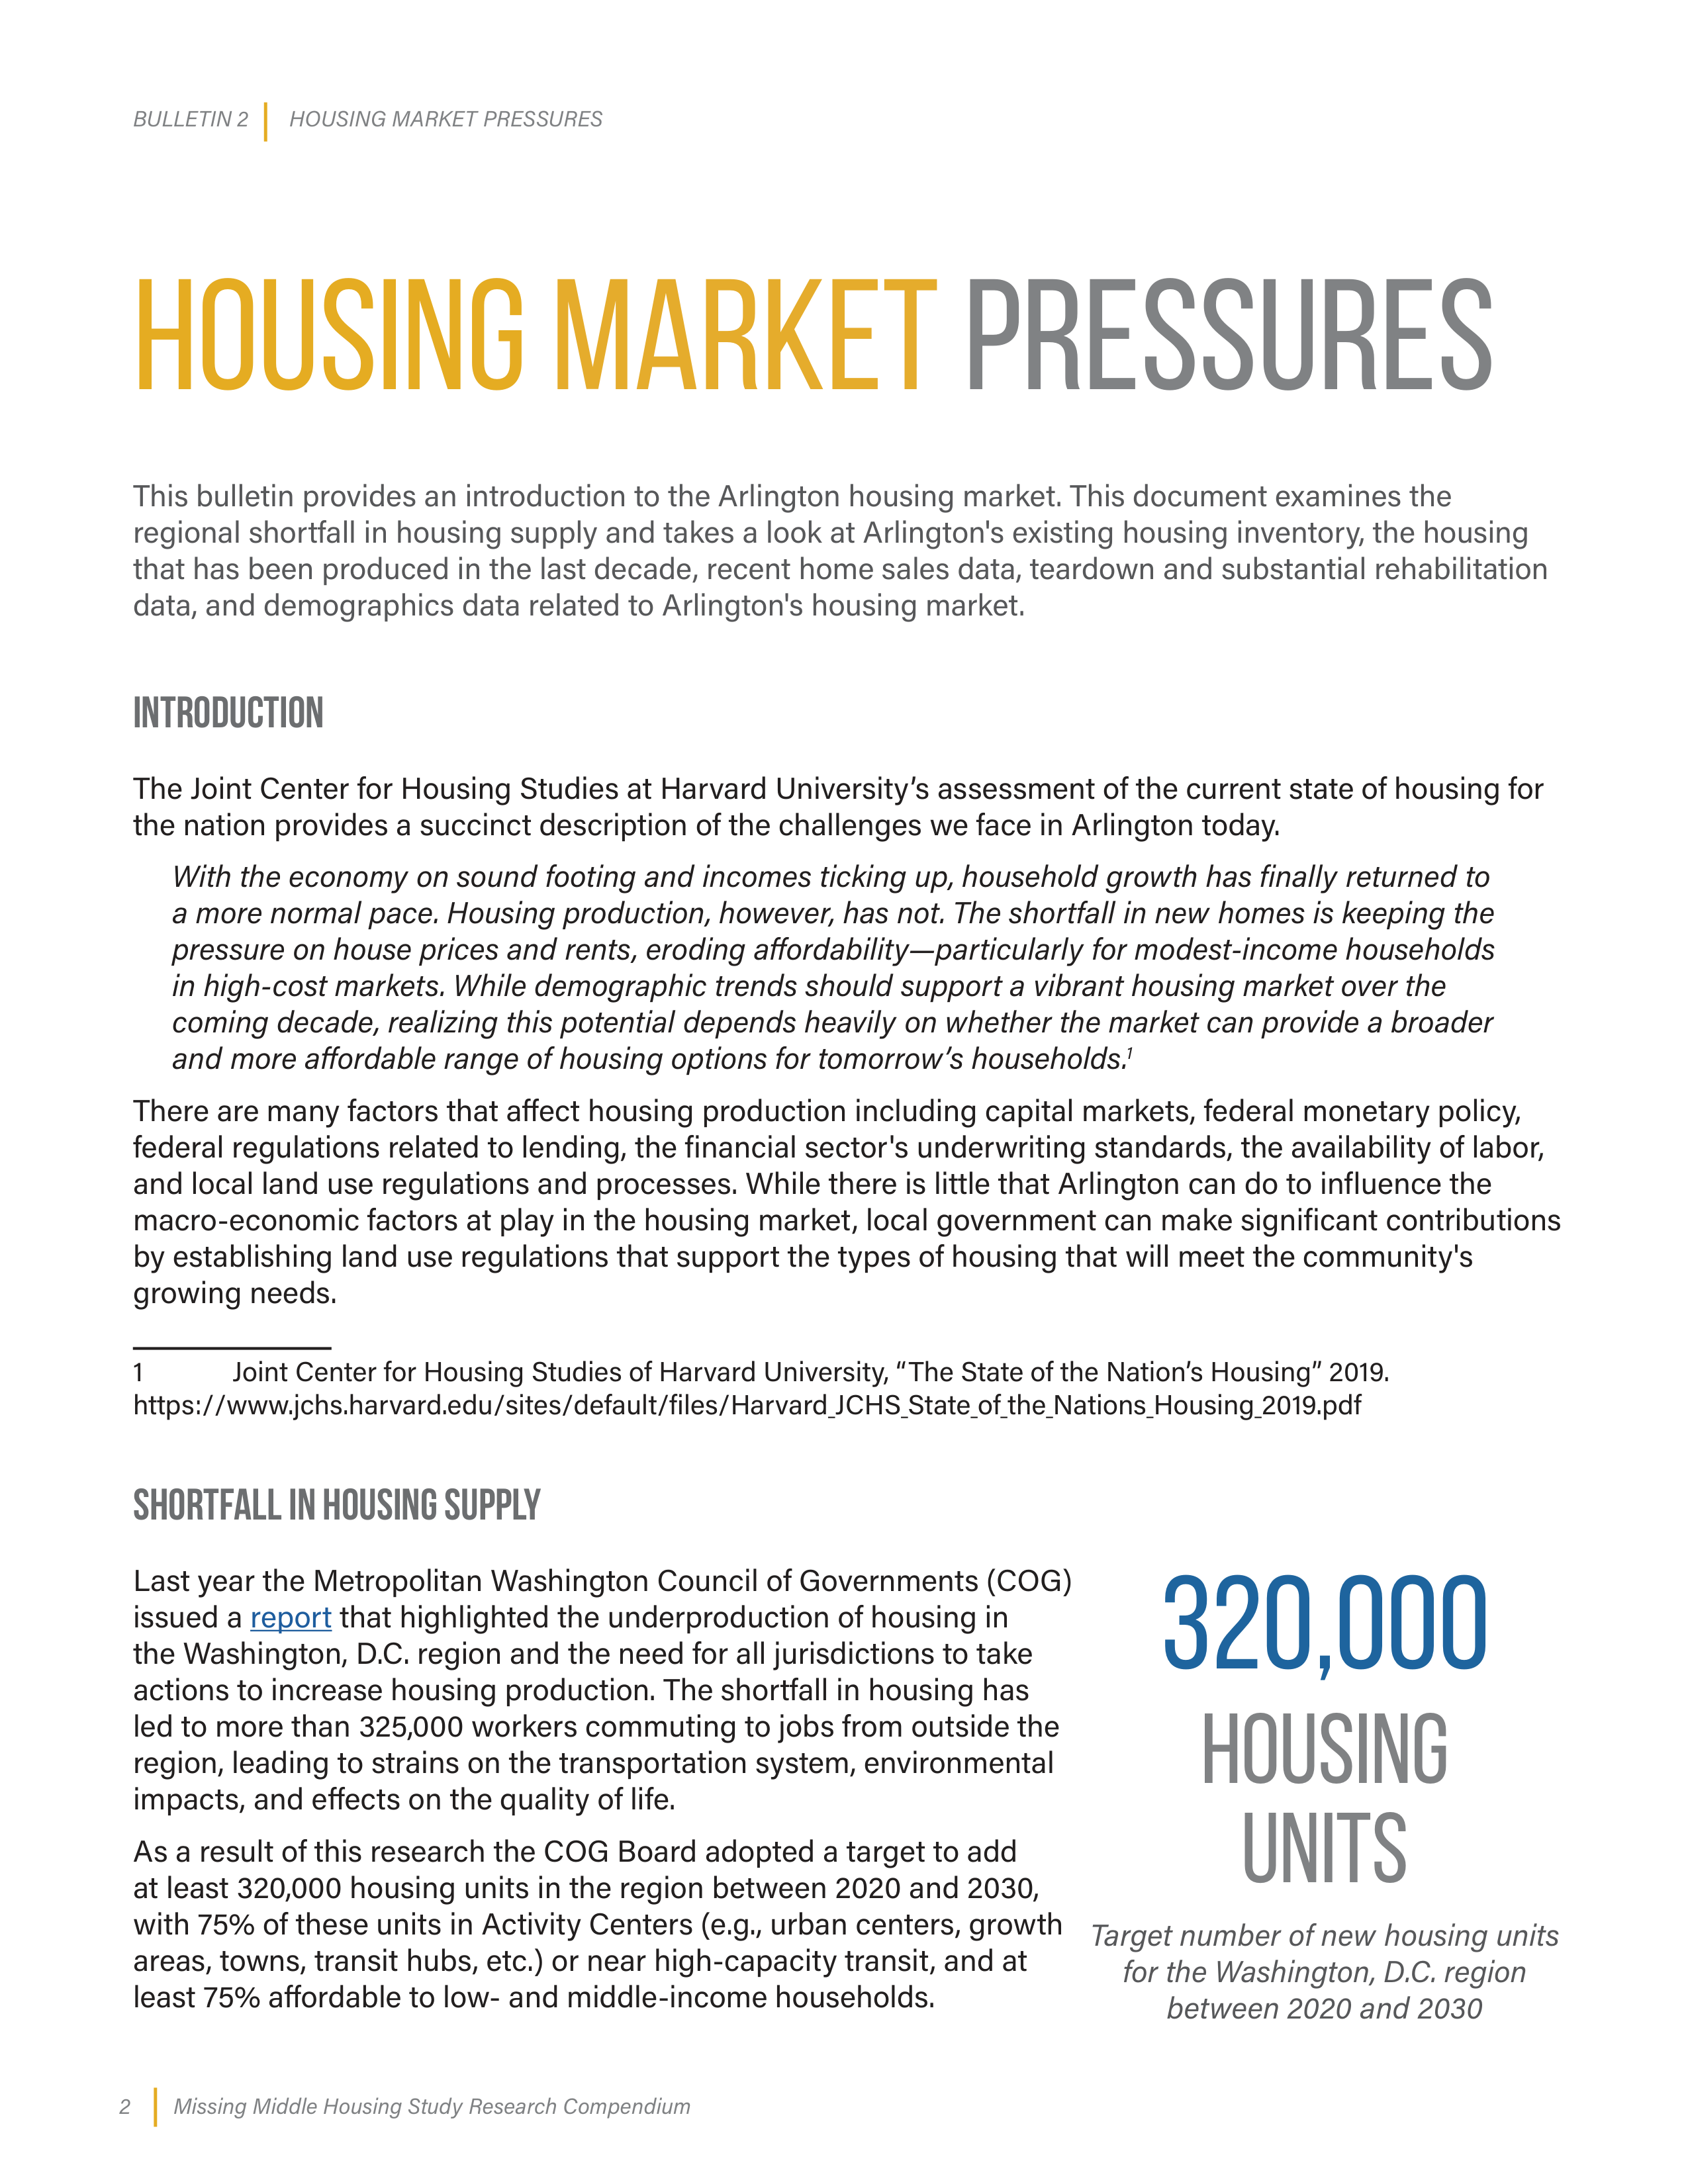 BULLETIN 2 HOUSING MARKET PRESSURES
HOUSING MARKET PRESSURES
This bulletin provides an introduction to the Arlington housing market. This document examines the
regional shortfall in housing supply and takes a look at Arlington's existing housing inventory, the housing
that has been produced in the last decade, recent home sales data, teardown and substantial rehabilitation
data, and demographics data related to Arlington's housing market.
INTRODUCTION
The Joint Center for Housing Studies at Harvard University’s assessment of the current state of housing for
the nation provides a succinct description of the challenges we face in Arlington today.
With the economy on sound footing and incomes ticking up, household growth has finally returned to
a more normal pace. Housing production, however, has not. The shortfall in new homes is keeping the
pressure on house prices and rents, eroding affordability—particularly for modest-income households
in high-cost markets. While demographic trends should support a vibrant housing market over the
coming decade, realizing this potential depends heavily on whether the market can provide a broader
and more affordable range of housing options for tomorrow’s households.1
There are many factors that affect housing production including capital markets, federal monetary policy,
federal regulations related to lending, the financial sector's underwriting standards, the availability of labor,
and local land use regulations and processes. While there is little that Arlington can do to influence the
macro-economic factors at play in the housing market, local government can make significant contributions
by establishing land use regulations that support the types of housing that will meet the community's
growing needs.
1 Joint Center for Housing Studies of Harvard University, “The State of the Nation’s Housing” 2019.
https://www.jchs.harvard.edu/sites/default/files/Harvard_JCHS_State_of_the_Nations_Housing_2019.pdf
SHORTFALL IN HOUSING SUPPLY
Last year the Metropolitan Washington Council of Governments (COG)
issued a report that highlighted the underproduction of housing in
the Washington, D.C. region and the need for all jurisdictions to take
actions to increase housing production. The shortfall in housing has
led to more than 325,000 workers commuting to jobs from outside the
region, leading to strains on the transportation system, environmental
impacts, and effects on the quality of life.
As a result of this research the COG Board adopted a target to add
at least 320,000 housing units in the region between 2020 and 2030,
with 75% of these units in Activity Centers (e.g., urban centers, growth
areas, towns, transit hubs, etc.) or near high-capacity transit, and at
least 75% affordable to low- and middle-income households.
320,000
HOUSING
UNITS
Target number of new housing units
for the Washington, D.C. region
between 2020 and 2030
2 Missing Middle Housing Study Research Compendium